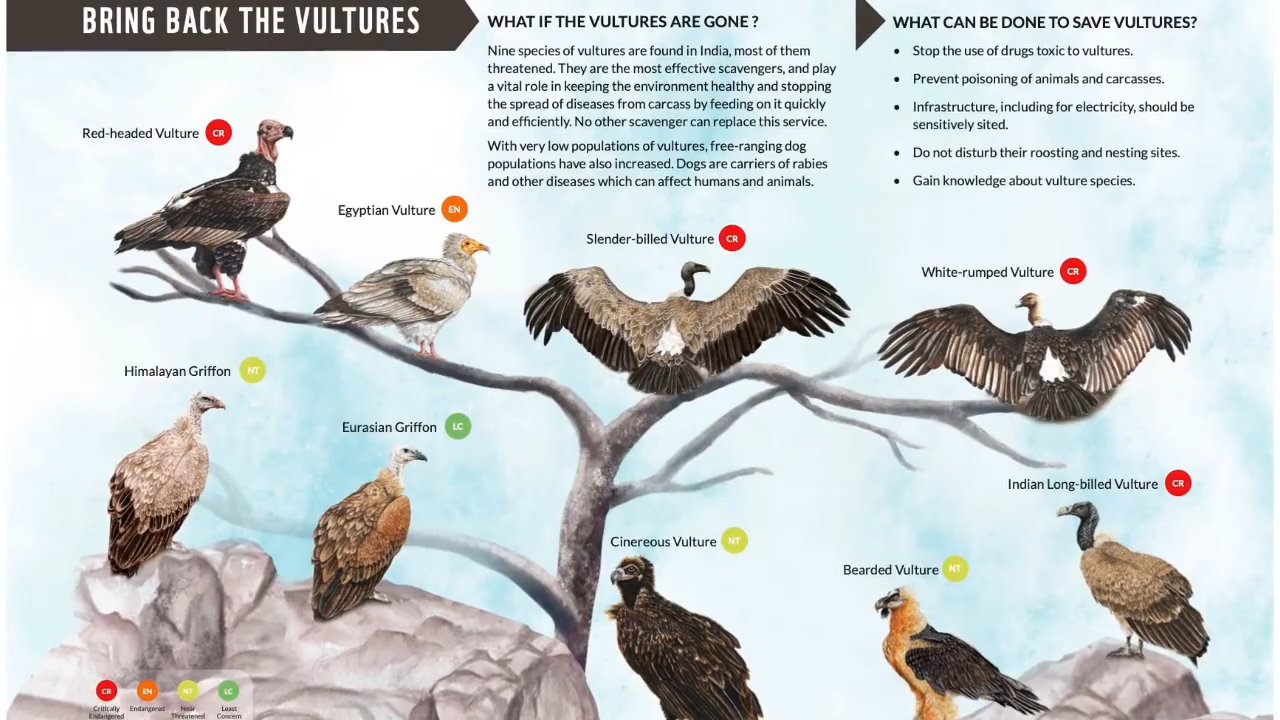 BRING BACK THE VULTURES
WHAT IF THE VULTURES ARE GONE ?
Nine species of vultures are found in India, most of them
threatened. They are the most effective scavengers, and play
a vital role in keeping the environment healthy and stopping
the spread of diseases from carcass by feeding on it quickly
and efficiently. No other scavenger can replace this service.
With very low populations of vultures, free-ranging dog
populations have also increased. Dogs are carriers of rabies
and other diseases which can affect humans and animals.
WHAT CAN BE DONE TO SAVE VULTURES?
• Stop the use of drugs toxic to vultures.
• Prevent poisoning of animals and carcasses.
• Infrastructure, including for electricity, should be
sensitively sited.
• Do not disturb their roosting and nesting sites.
• Gain knowledge about vulture species.
Red-headed Vulture CR
Egyptian Vulture EN
Slender-billed Vulture CR
White-rumped Vulture CR
Himalayan Griffon NT
Eurasian Griffon LC
Indian Long-billed Vulture CR
Cinereous Vulture NT
Bearded Vulture NT
CR EN NT LC
Critically Endangered
Endangered
Near Threatened
Least Concern